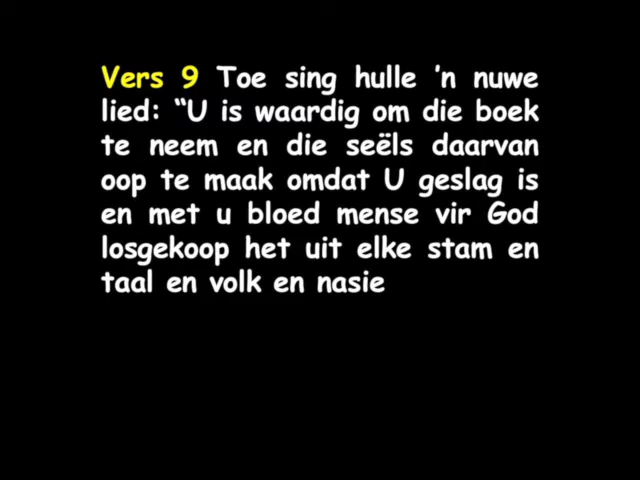 Vers 9 Toe sing hulle 'n nuwe
lied: “U is waardig om die boek
te neem en die seëls daarvan
oop te maak omdat U geslag is
en met u bloed mense vir God
losgekoop het uit elke stam en
taal en volk en nasie